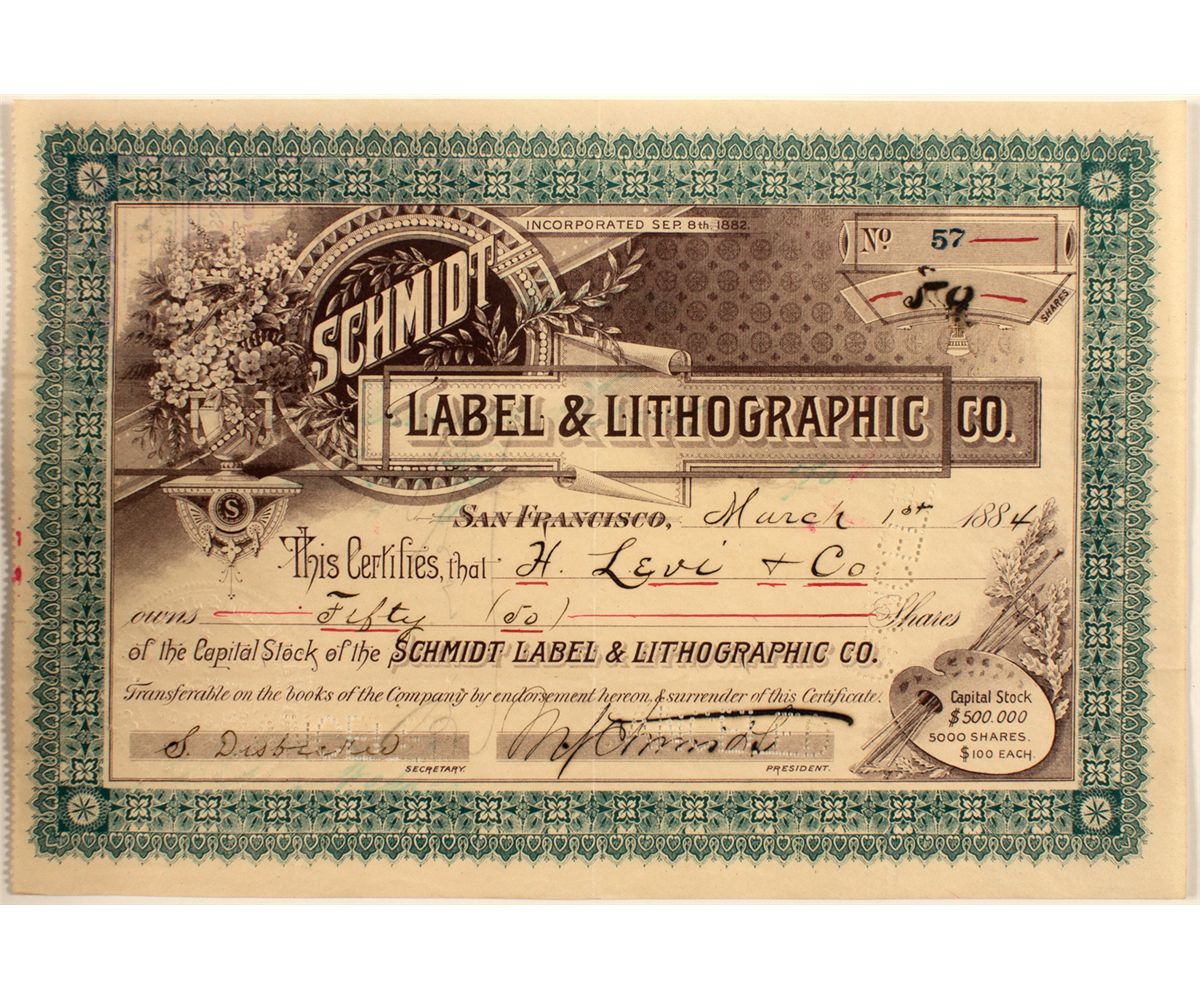 INCORPORATED SEP. 8th, 1882.
No 57
50 SHARES
SCHMIDT
LABEL & LITHOGRAPHIC CO.
SAN FRANCISCO, March 1st 1884
This Certifies, that H. Levi & Co
owns Fifty (50) Shares
of the Capital Stock of the SCHMIDT LABEL & LITHOGRAPHIC CO.
Transferable on the books of the Company by endorsement hereon & surrender of this Certificate.
S
Capital Stock
$500.000
5000 SHARES.
$100 EACH.
S.
SECRETARY.
Schmidt
PRESIDENT.